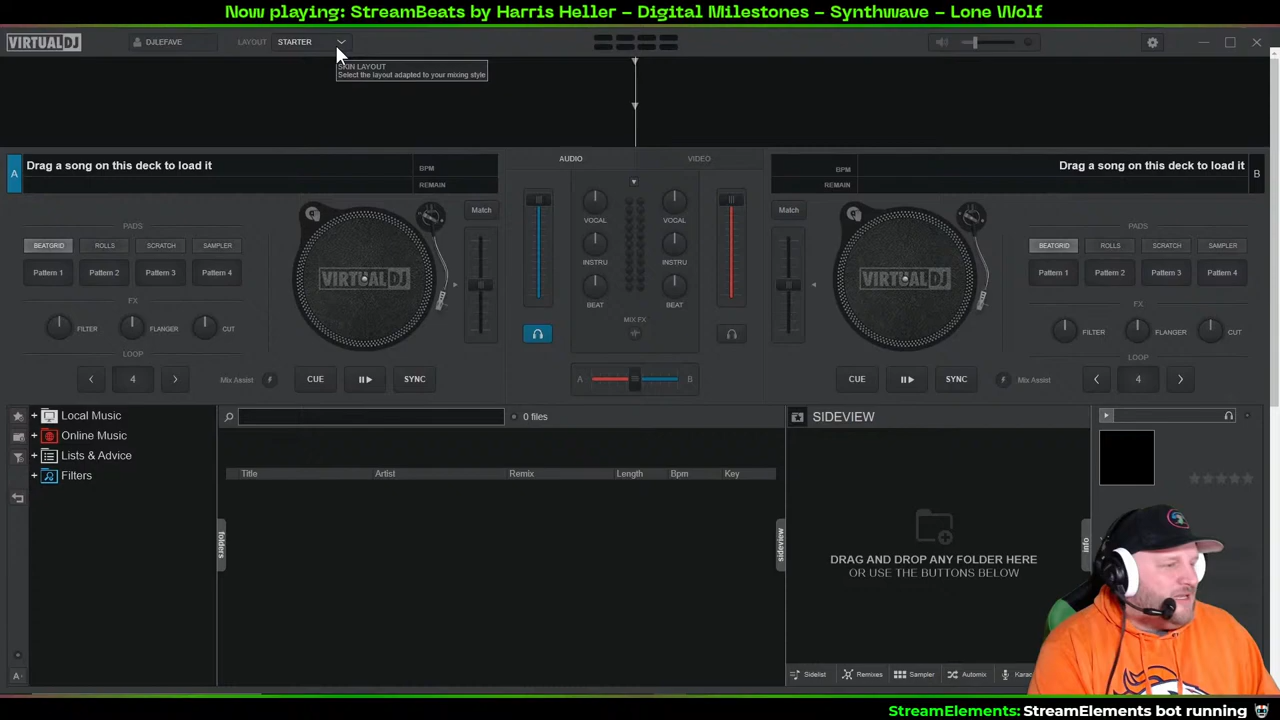 Now playing: StreamBeats by Harris Heller - Digital Milestones - Synthwave - Lone Wolf
VIRTUALDJ
DJLEFAVE
LAYOUT
STARTER
SKIN LAYOUT
Select the layout adapted to your mixing style
A
Drag a song on this deck to load it
BPM
REMAIN
AUDIO
VIDEO
BPM
REMAIN
Drag a song on this deck to load it
B
PADS
BEATGRID
ROLLS
SCRATCH
SAMPLER
Pattern 1
Pattern 2
Pattern 3
Pattern 4
FX
FILTER
FLANGER
CUT
LOOP
<
4
>
Mix Assist
VIRTUALDJ
CUE
SYNC
Match
VOCAL
VOCAL
INSTRU
INSTRU
BEAT
BEAT
MIX FX
A
B
Match
VIRTUALDJ
CUE
SYNC
PADS
BEATGRID
ROLLS
SCRATCH
SAMPLER
Pattern 1
Pattern 2
Pattern 3
Pattern 4
FX
FILTER
FLANGER
CUT
LOOP
Mix Assist
<
4
>
+ Local Music
+ Online Music
+ Lists & Advice
+ Filters
A
folders
0 files
Title
Artist
Remix
Length
Bpm
Key
sideview
SIDEVIEW
DRAG AND DROP ANY FOLDER HERE
OR USE THE BUTTONS BELOW
info
Sidelist
Remixes
Sampler
Automix
Karao
StreamElements: StreamElements bot running